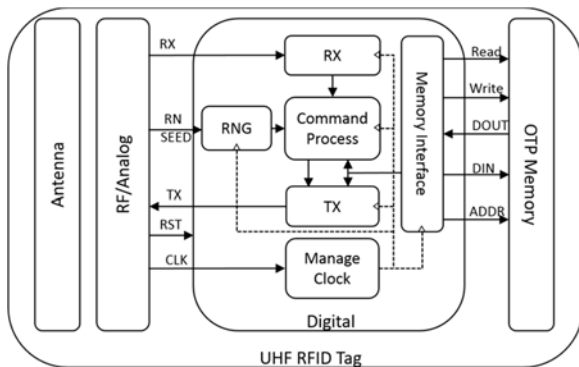 Antenna
RF/Analog
RX
RN
SEED
TX
RST
CLK
RX
RNG
Command
Process
TX
Manage
Clock
Memory Interface
Digital
Read
Write
DOUT
DIN
ADDR
OTP Memory
UHF RFID Tag